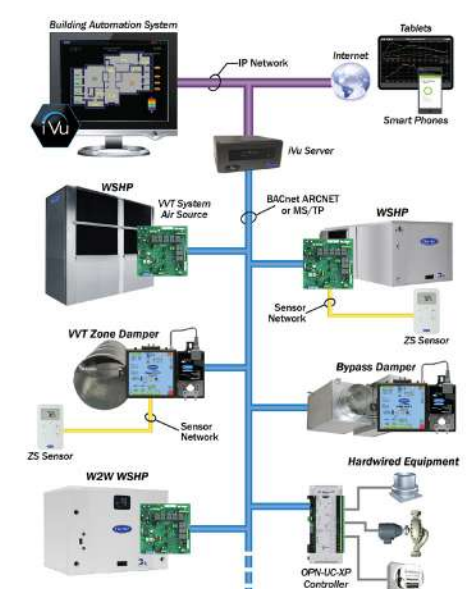 Building Automation System
IP Network
Internet
Tablets
Smart Phones
iVu
iVu Server
BACnet ARCNET
or MS/TP
WSHP
VVT System
Air Source
WSHP
Sensor
Network
ZS Sensor
VVT Zone Damper
Bypass Damper
Sensor
Network
ZS Sensor
W2W WSHP
Hardwired Equipment
OPN-UC-XP
Controller